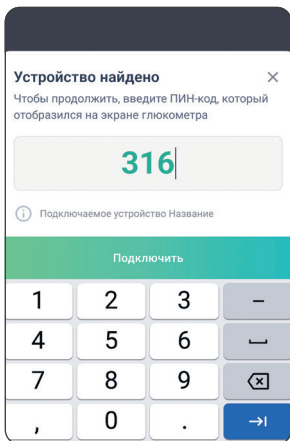 Устройство найдено
Чтобы продолжить, введите ПИН-код, который
отобразился на экране глюкометра
316
Подключаемое устройство Название
Подключить
1 2 3 –
4 5 6
7 8 9
, 0 .